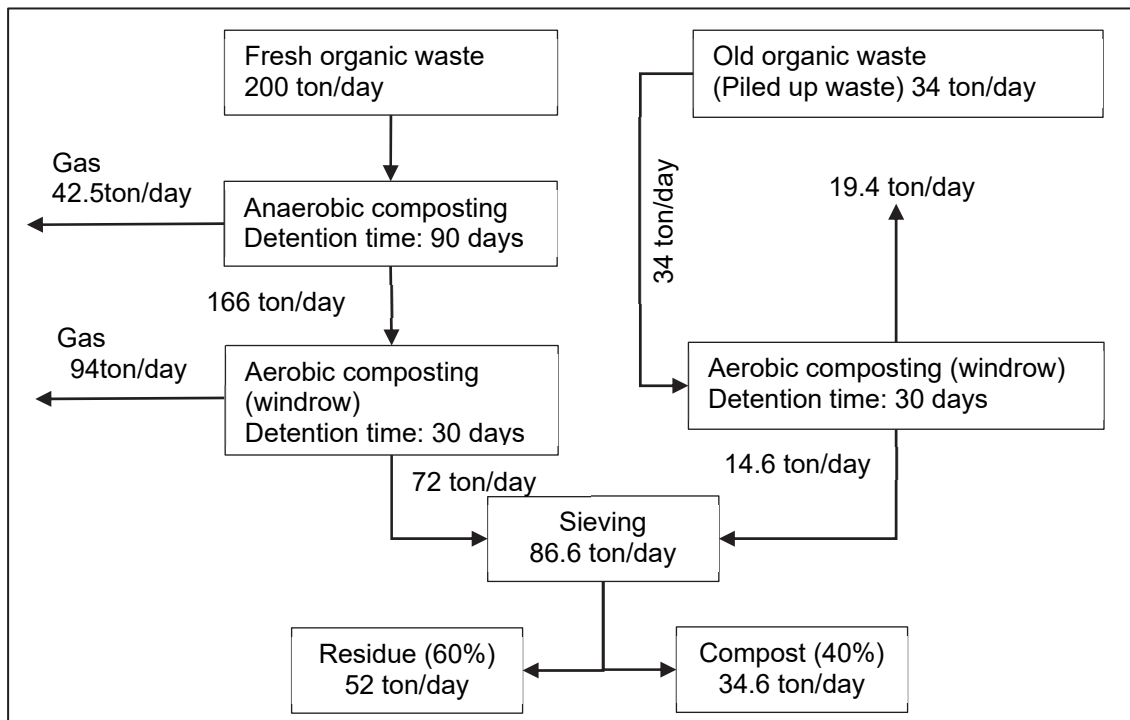 Fresh organic waste
200 ton/day
Old organic waste
(Piled up waste) 34 ton/day
Gas
42.5ton/day
34 ton/day
19.4 ton/day
Anaerobic composting
Detention time: 90 days
166 ton/day
Gas
94ton/day
Aerobic composting
(windrow)
Detention time: 30 days
Aerobic composting (windrow)
Detention time: 30 days
72 ton/day
14.6 ton/day
Sieving
86.6 ton/day
Residue (60%)
52 ton/day
Compost (40%)
34.6 ton/day